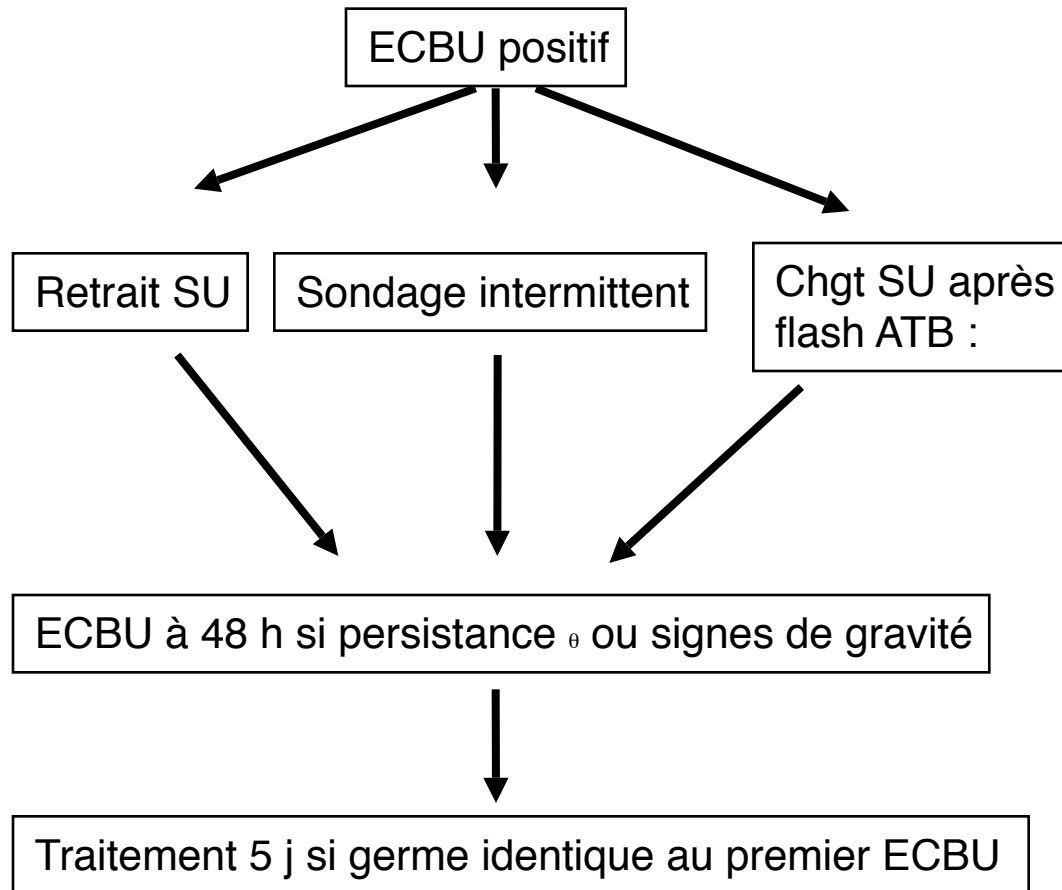 ECBU positif
Retrait SU
Sondage intermittent
Chgt SU après
flash ATB :
ECBU à 48 h si persistance θ ou signes de gravité
Traitement 5 j si germe identique au premier ECBU